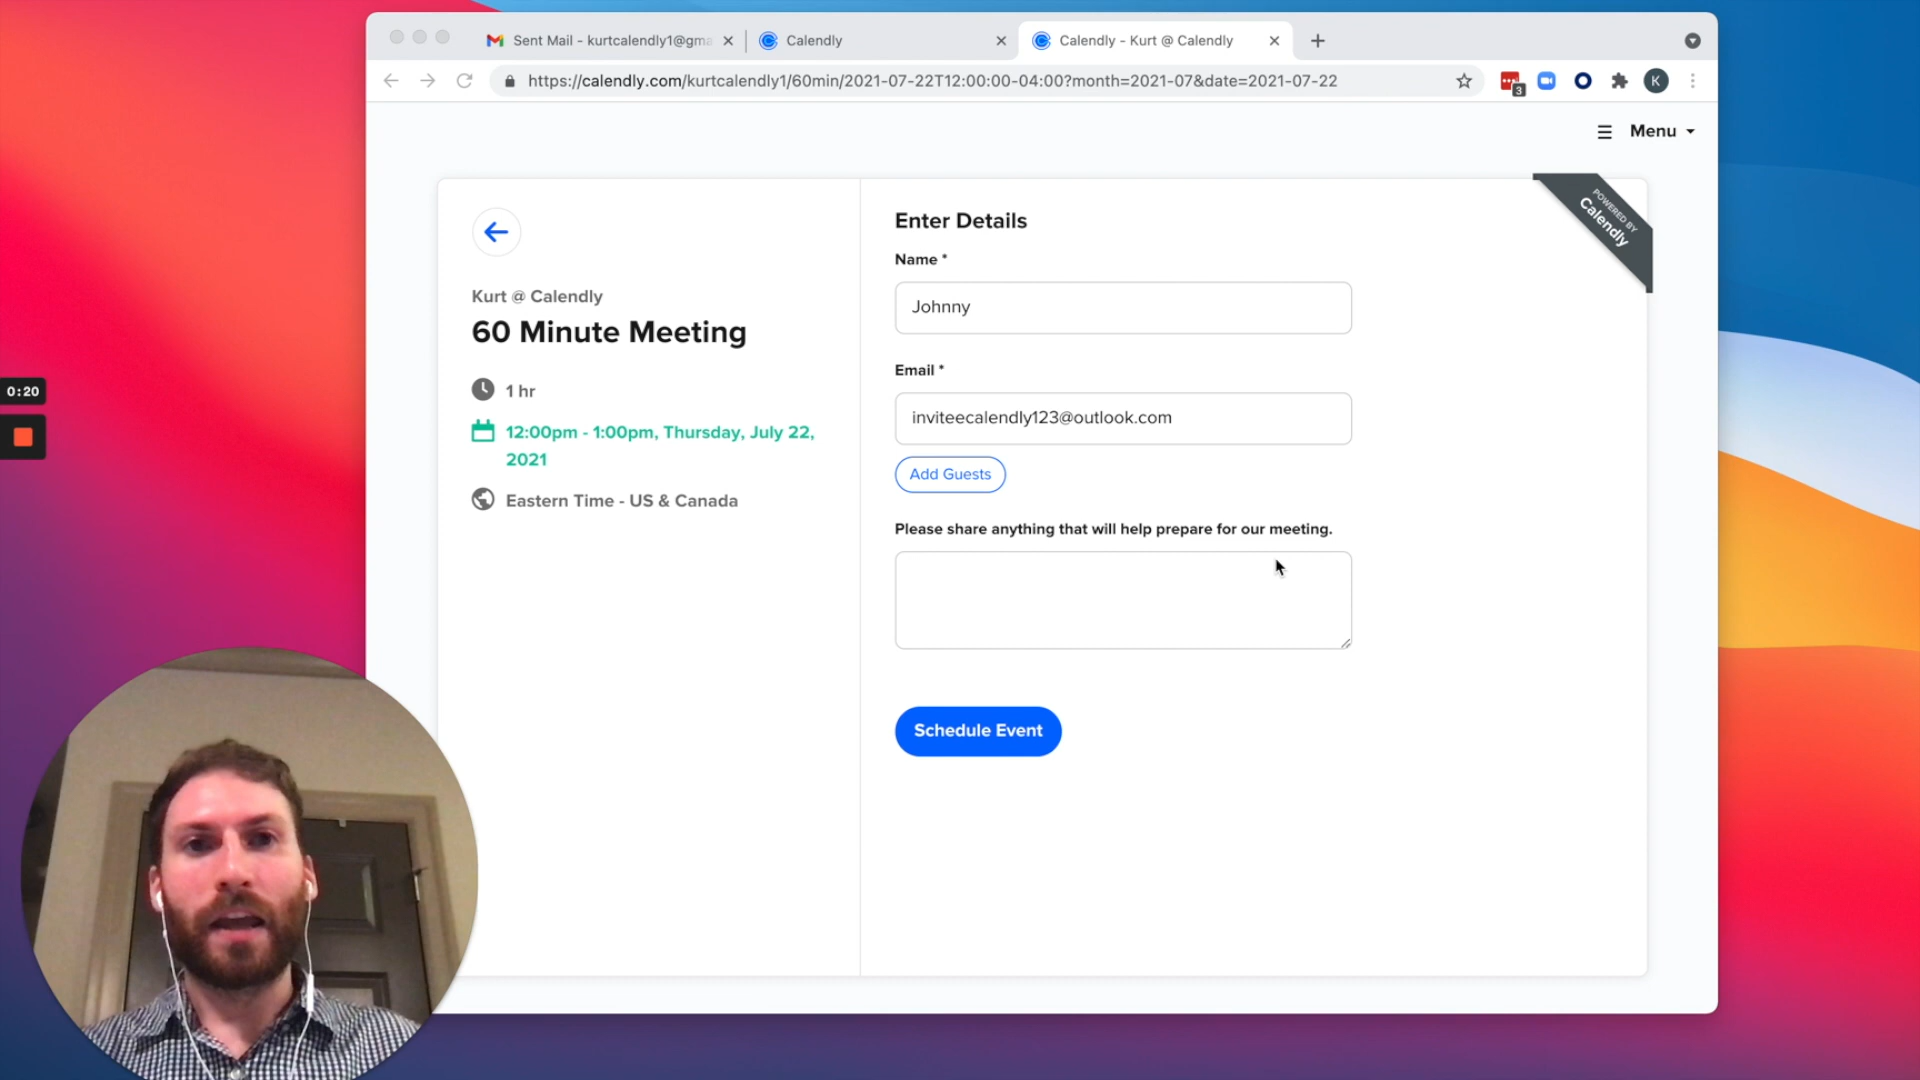 Sent Mail - kurtcalendly1@gma
Calendly
Calendly - Kurt @ Calendly
https://calendly.com/kurtcalendly1/60min/2021-07-22T12:00:00-04:00?month=2021-07&date=2021-07-22
3
K
Menu
POWERED BY
Calendly
Kurt @ Calendly
60 Minute Meeting
1 hr
12:00pm - 1:00pm, Thursday, July 22,
2021
Eastern Time - US & Canada
Enter Details
Name *
Johnny
Email *
inviteecalendly123@outlook.com
Add Guests
Please share anything that will help prepare for our meeting.
Schedule Event
0:20